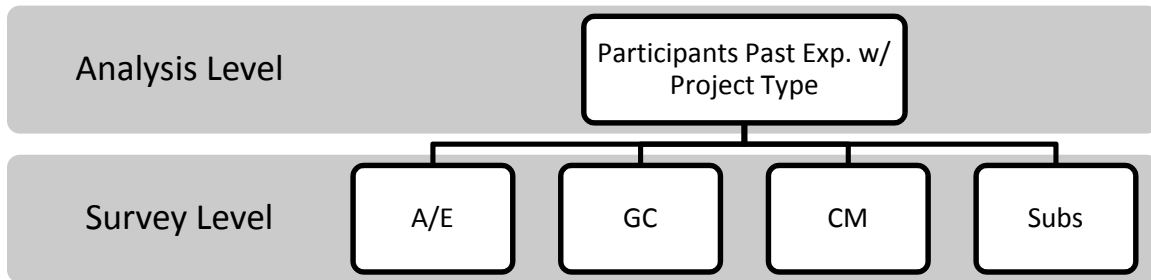 Analysis Level
Participants Past Exp. w/
Project Type
Survey Level
A/E
GC
CM
Subs